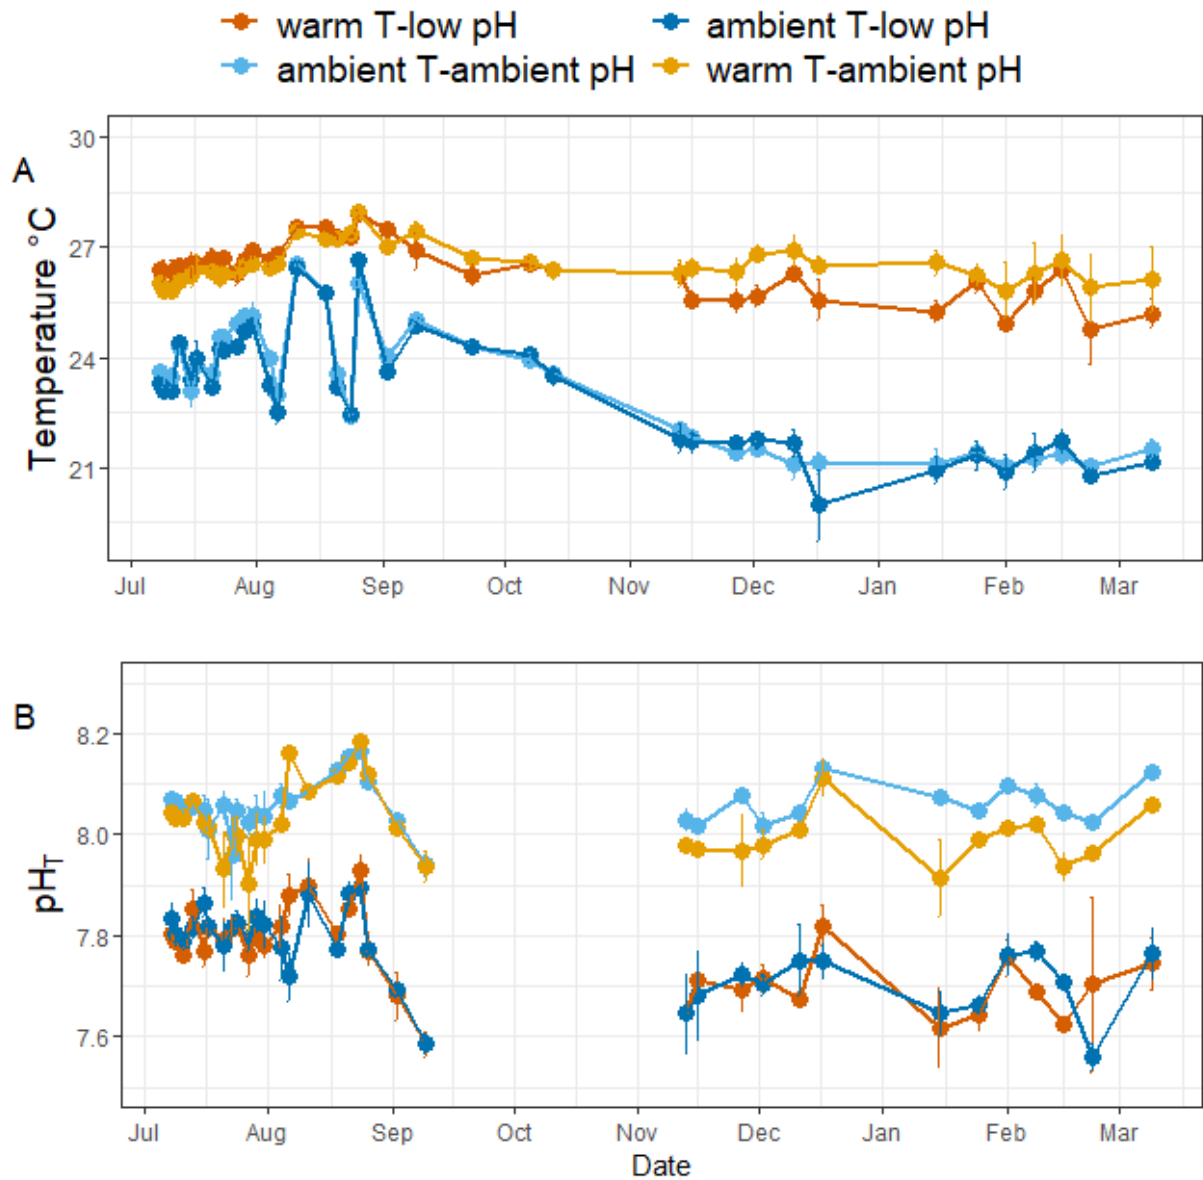 warm T-low pH ambient T-low pH
ambient T-ambient pH warm T-ambient pH
A
Temperature °C
30
27
24
21
Jul Aug Sep Oct Nov Dec Jan Feb Mar
B
pHT
8.2
8.0
7.8
7.6
Jul Aug Sep Oct Nov Dec Jan Feb Mar
Date